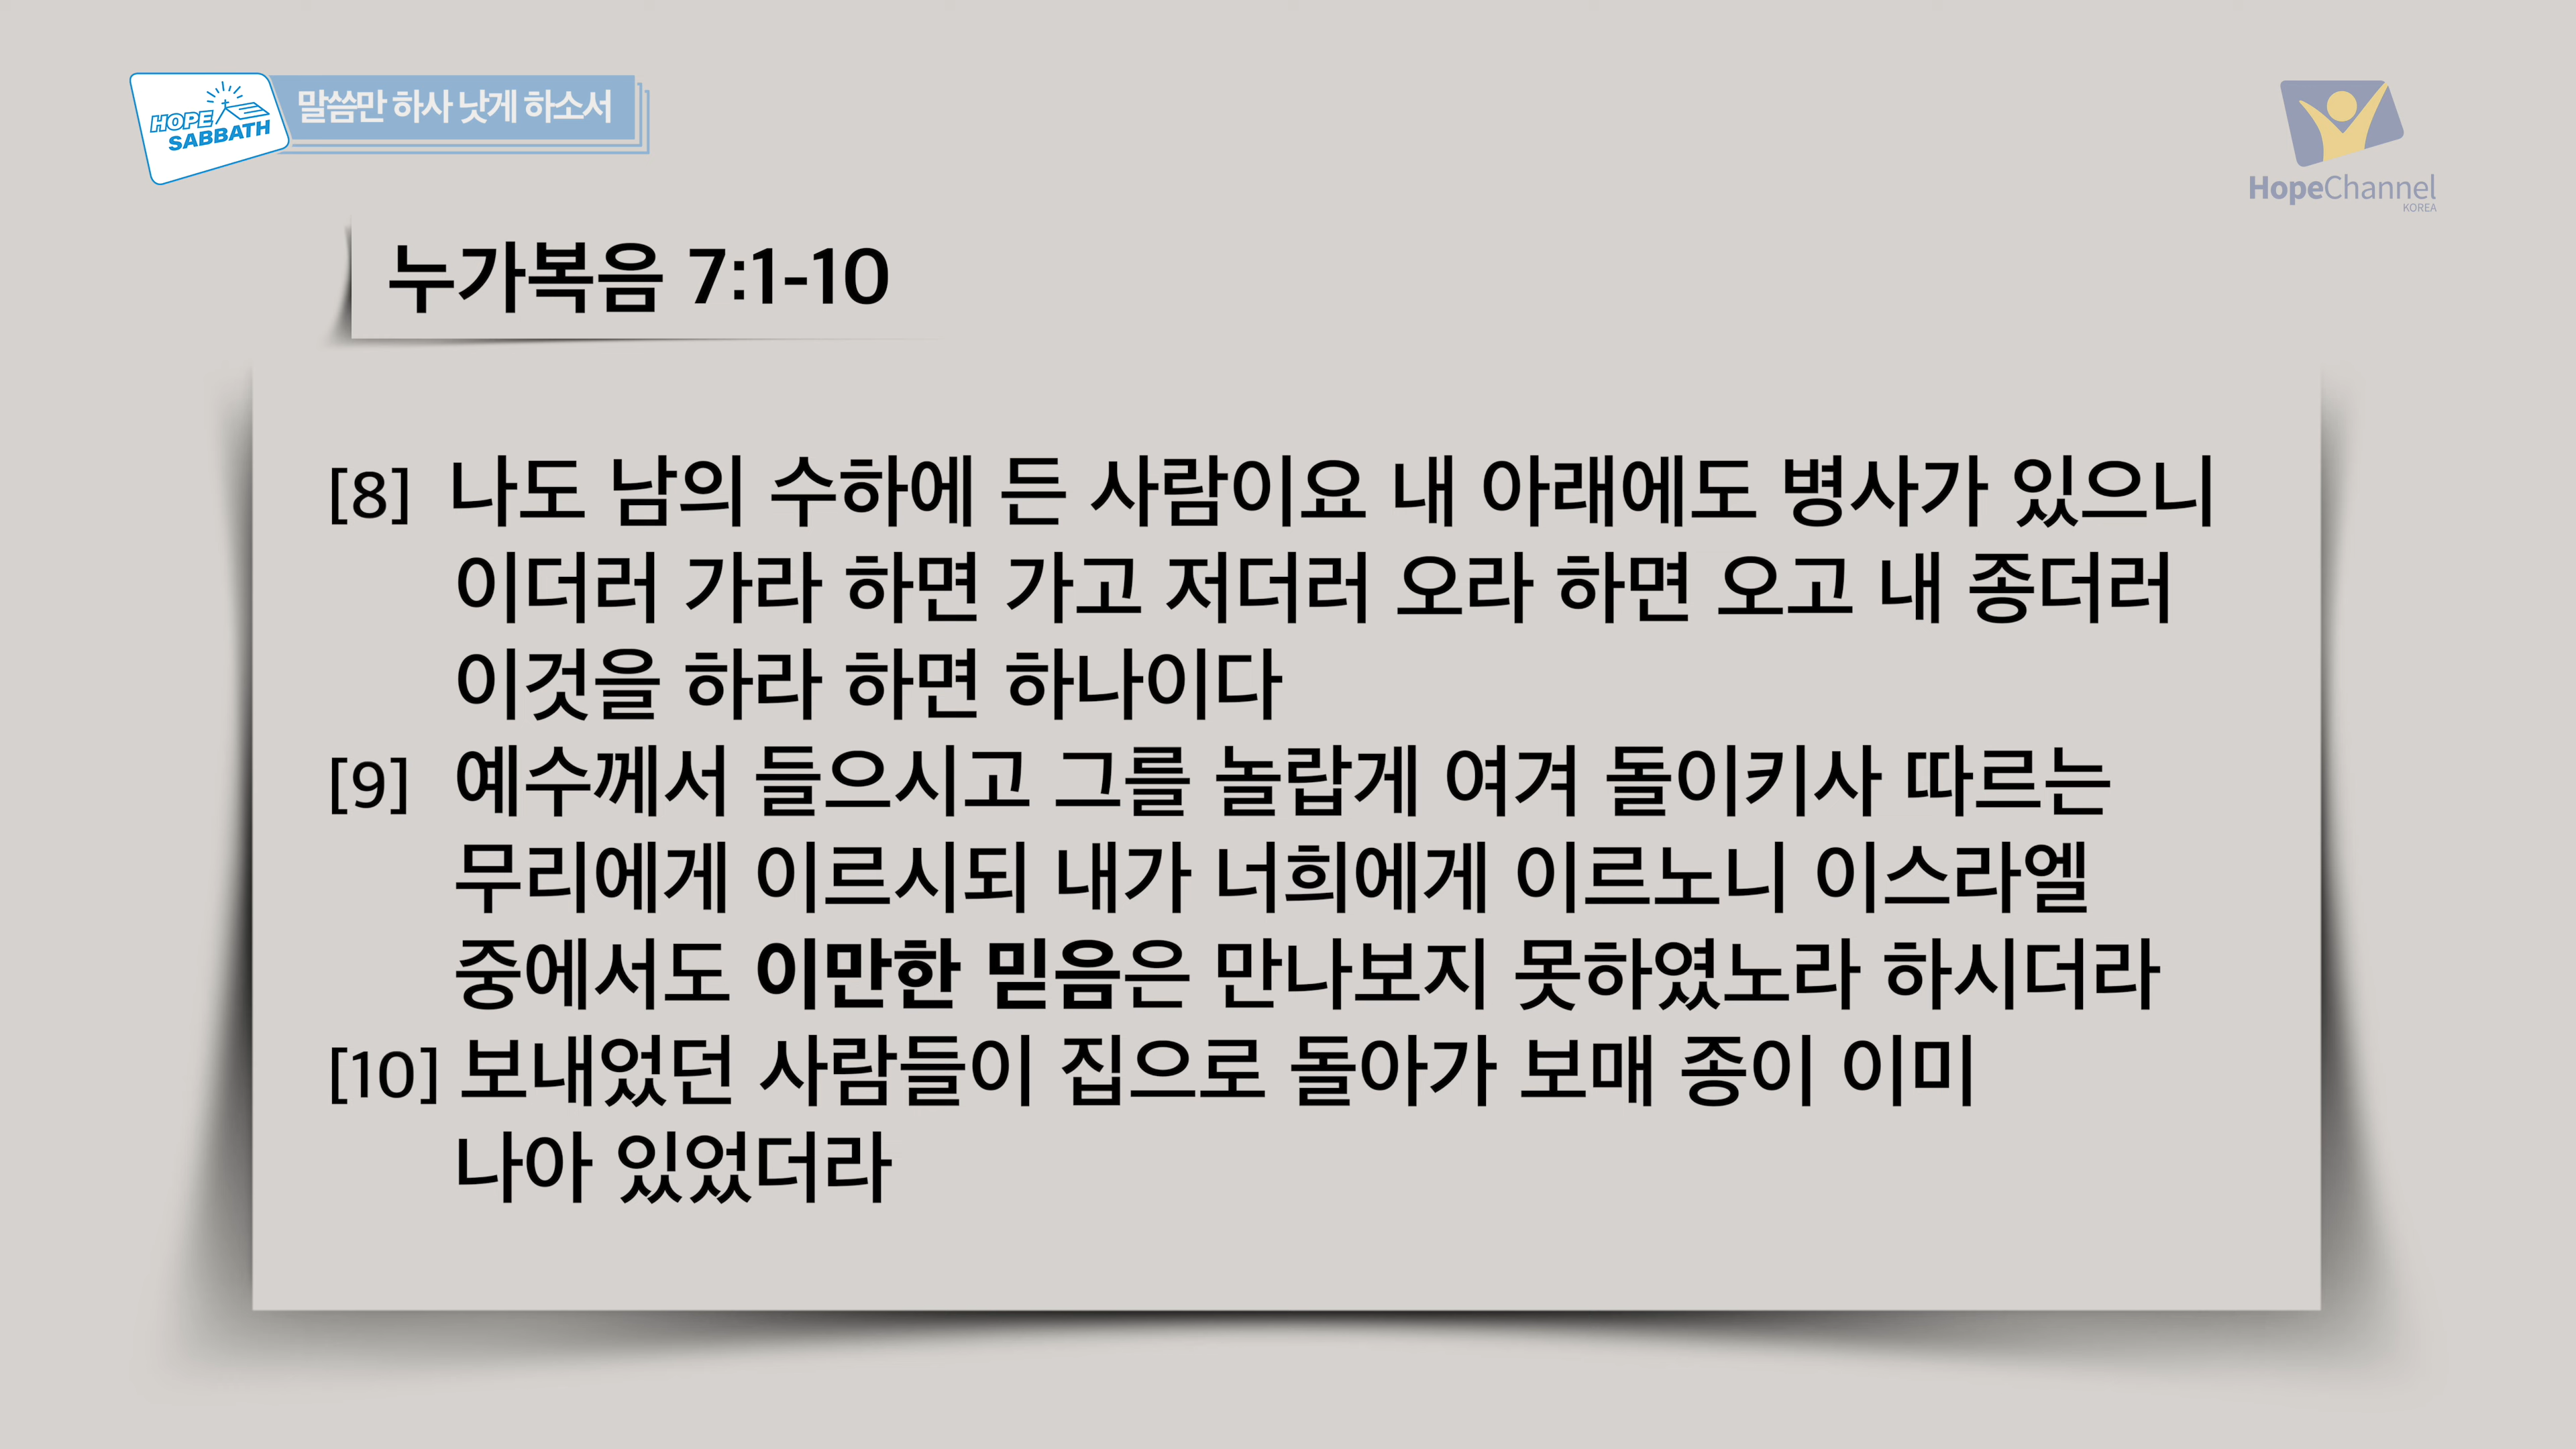 HOPE
SABBATH
말씀만 하사 낫게 하소서
HopeChannel
KOREA
누가복음 7:1-10
[8] 나도 남의 수하에 든 사람이요 내 아래에도 병사가 있으니
이더러 가라 하면 가고 저더러 오라 하면 오고 내 종더러
이것을 하라 하면 하나이다
[9] 예수께서 들으시고 그를 놀랍게 여겨 돌이키사 따르는
무리에게 이르시되 내가 너희에게 이르노니 이스라엘
중에서도 이만한 믿음은 만나보지 못하였노라 하시더라
[10] 보내었던 사람들이 집으로 돌아가 보매 종이 이미
나아 있었더라